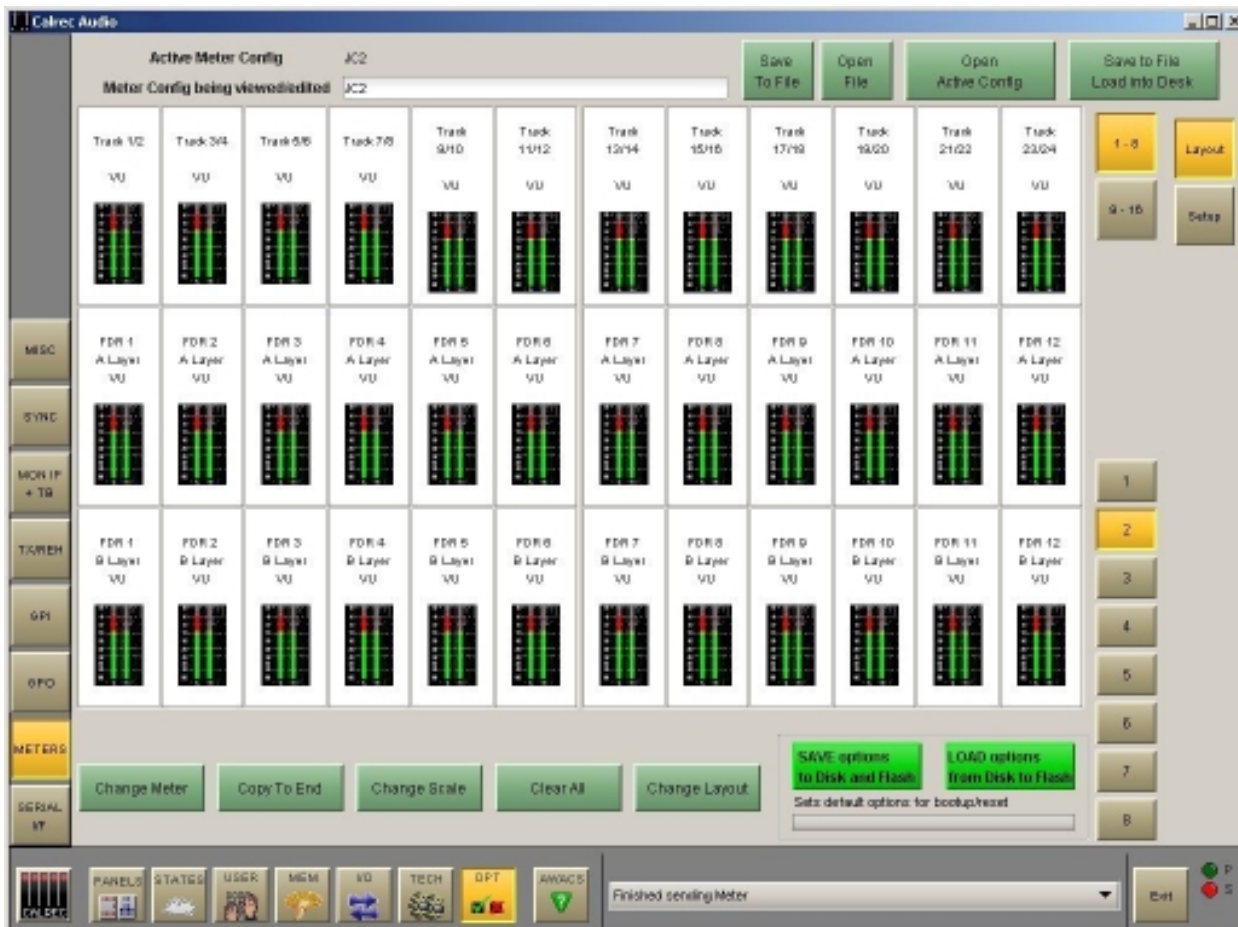 Calrec Audio
Active Meter Config JC2
Meter Config being viewed/edited JC2
Save To File
Open File
Open Active Config
Save to File Load into Desk
Track 1/2 VU
Track 3/4 VU
Track 5/6 VU
Track 7/8 VU
Track 9/10 VU
Track 11/12 VU
Track 13/14 VU
Track 15/16 VU
Track 17/18 VU
Track 19/20 VU
Track 21/22 VU
Track 23/24 VU
1 - 8
9 - 16
Layout
Setup
FDR 1 A Layer VU
FDR 2 A Layer VU
FDR 3 A Layer VU
FDR 4 A Layer VU
FDR 5 A Layer VU
FDR 6 A Layer VU
FDR 7 A Layer VU
FDR 8 A Layer VU
FDR 9 A Layer VU
FDR 10 A Layer VU
FDR 11 A Layer VU
FDR 12 A Layer VU
FDR 1 B Layer VU
FDR 2 B Layer VU
FDR 3 B Layer VU
FDR 4 B Layer VU
FDR 5 B Layer VU
FDR 6 B Layer VU
FDR 7 B Layer VU
FDR 8 B Layer VU
FDR 9 B Layer VU
FDR 10 B Layer VU
FDR 11 B Layer VU
FDR 12 B Layer VU
MISC
SYNC
MON IP + TB
TX/REH
GPI
GPO
METERS
SERIAL I/F
1
2
3
4
5
6
7
8
Change Meter
Copy To End
Change Scale
Clear All
Change Layout
SAVE options to Disk and Flash
LOAD options from Disk to Flash
Sets default options for bootup/reset
CALREC
PANELS
STATES
USER
MEM
I/O
TECH
OPT
AWACS
Finished sending Meter
Exit
P
S